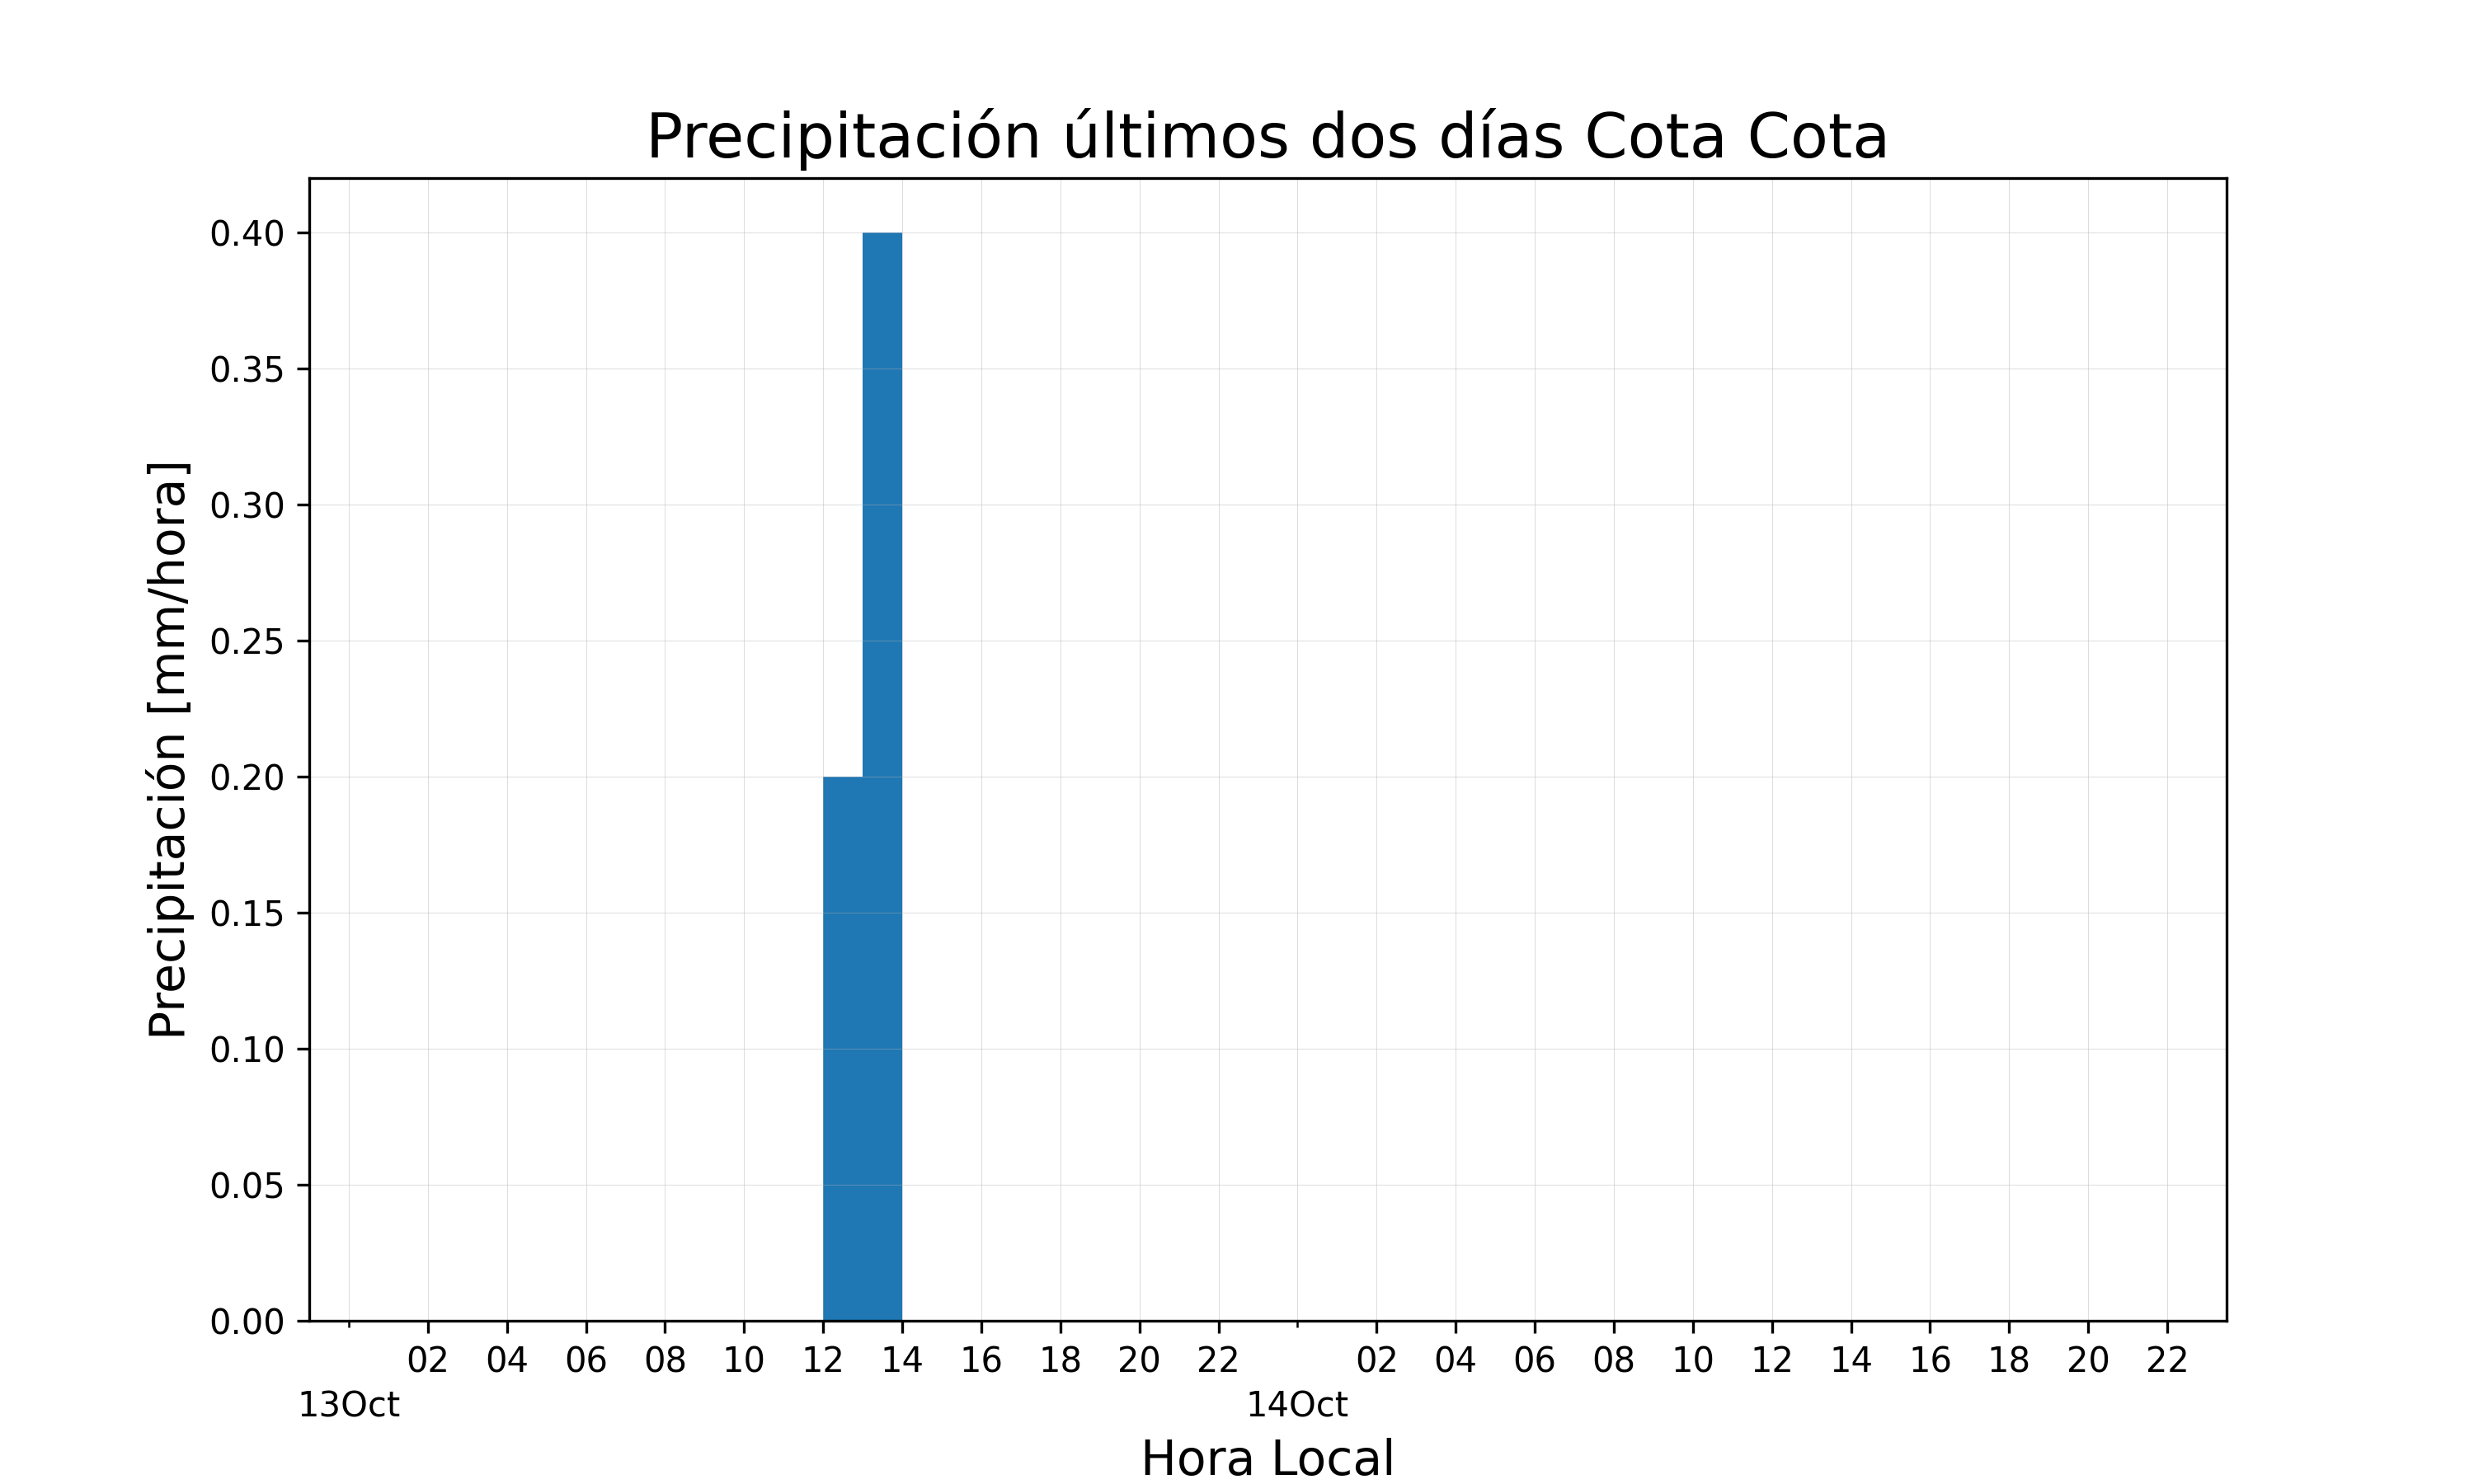 Precipitación últimos dos días Cota Cota
Precipitación [mm/hora]
0.40
0.35
0.30
0.25
0.20
0.15
0.10
0.05
0.00
02 04 06 08 10 12 14 16 18 20 22 02 04 06 08 10 12 14 16 18 20 22
13Oct 14Oct
Hora Local